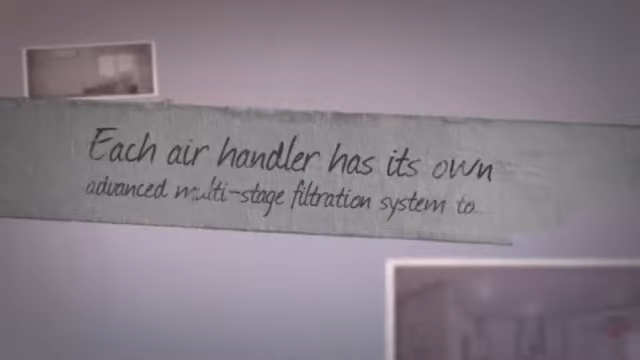 Each air handler has its own
advanced multi-stage filtration system to...